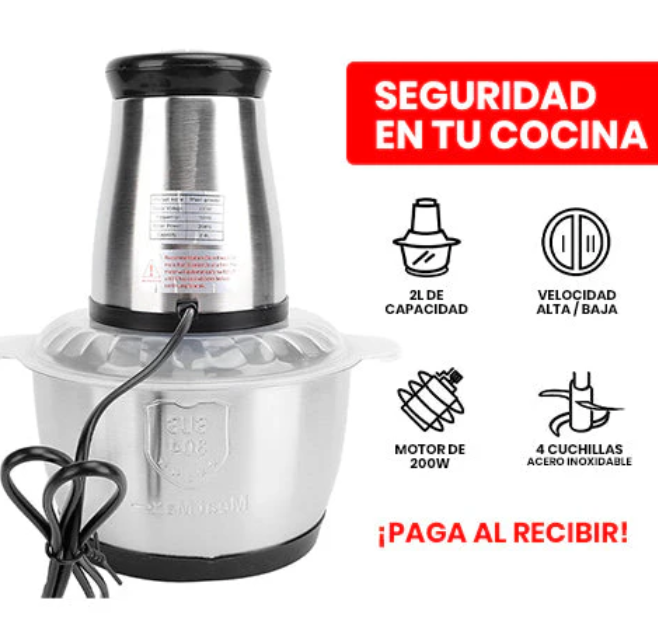 SEGURIDAD
EN TU COCINA
2L DE
CAPACIDAD
VELOCIDAD
ALTA / BAJA
MOTOR DE
200W
4 CUCHILLAS
ACERO INOXIDABLE
¡PAGA AL RECIBIR!
SUS
304